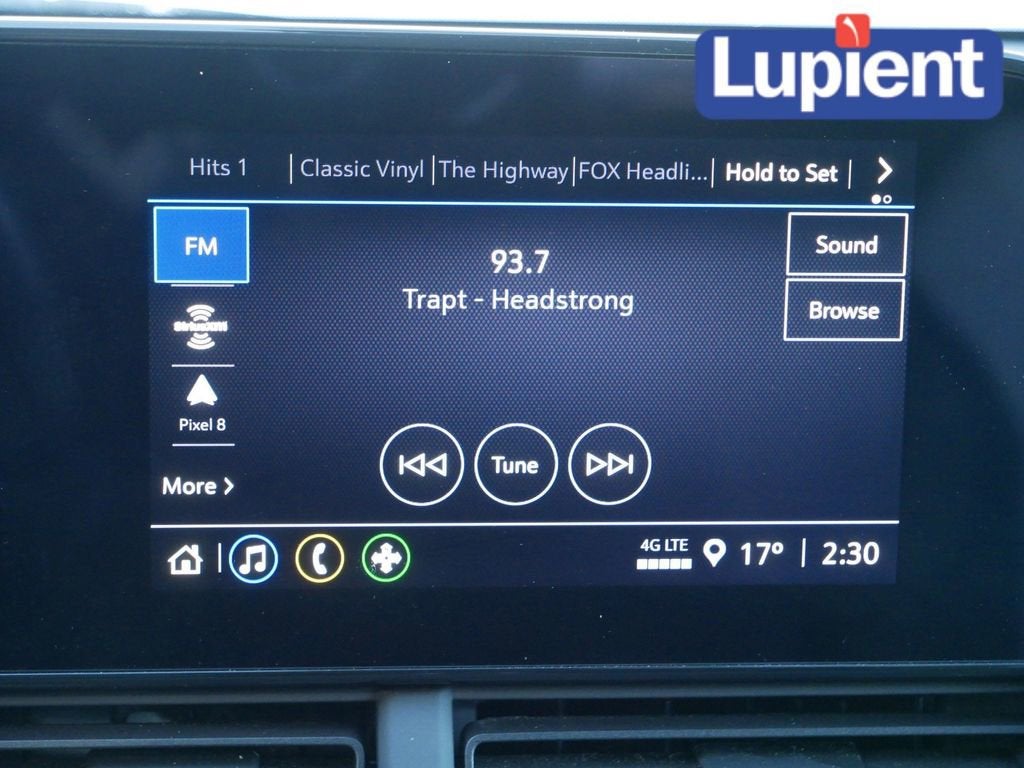 Lupient
Hits 1 | Classic Vinyl | The Highway | FOX Headli... | Hold to Set |
FM
93.7
Sound
Trapt - Headstrong
Browse
SiriusXM
Pixel 8
Tune
More
4G LTE
17° | 2:30